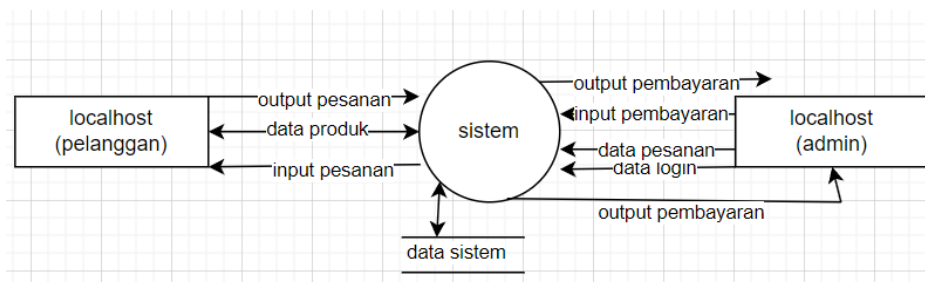 localhost
(pelanggan)
output pesanan
data produk
input pesanan
sistem
data sistem
output pembayaran
input pembayaran
data pesanan
data login
output pembayaran
localhost
(admin)